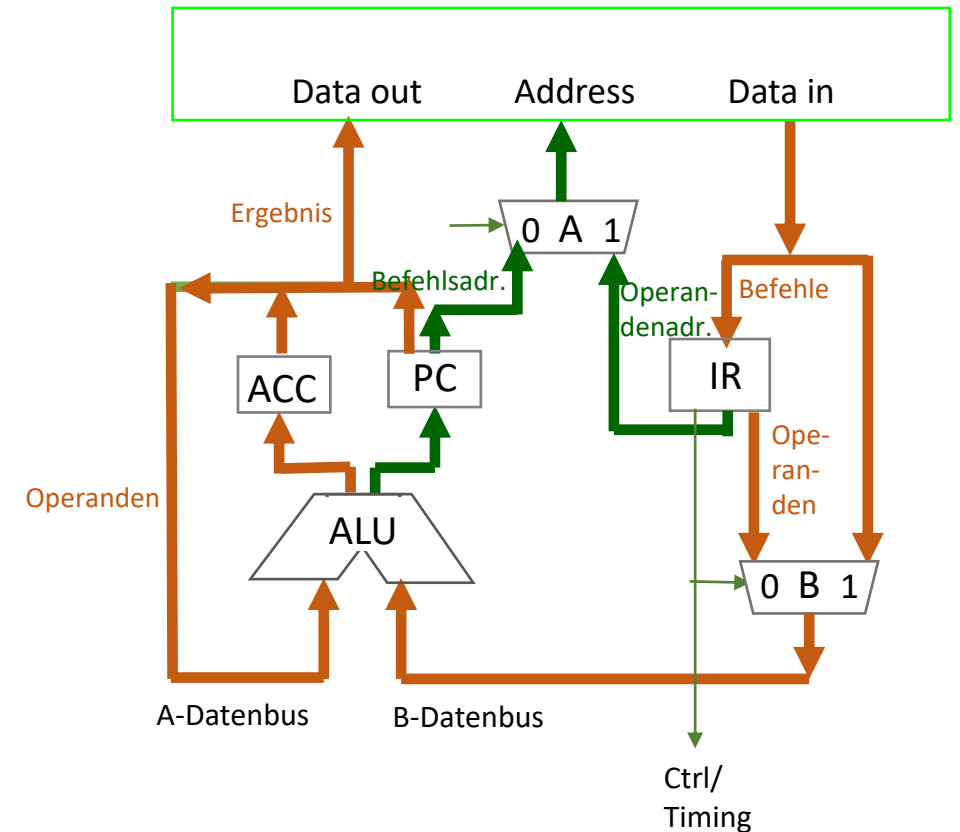 Data out Address Data in
Ergebnis
0 A 1
Befehlsadr.
Operan-
denadr.
Befehle
ACC
PC
IR
Ope-
ran-
den
Operanden
ALU
0 B 1
A-Datenbus
B-Datenbus
Ctrl/
Timing